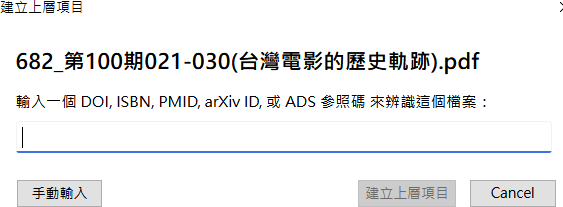 建立上層項目
682_第100期021-030(台灣電影的歷史軌跡).pdf
輸入一個 DOI, ISBN, PMID, arXiv ID, 或 ADS 參照碼 來辨識這個檔案：
手動輸入 建立上層項目 Cancel